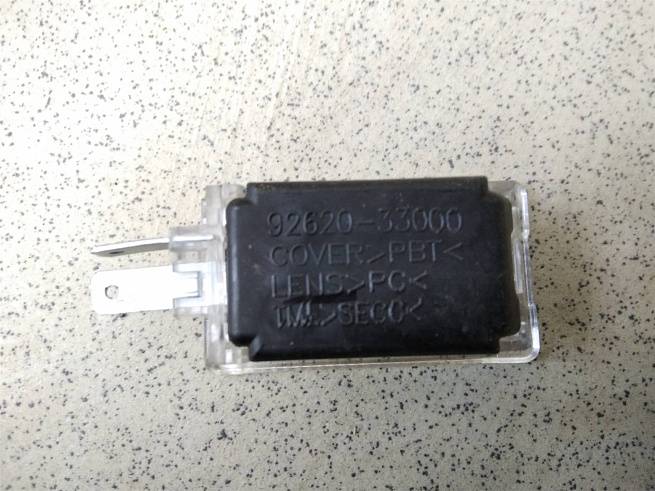 92620-33000
COVER>PBT<
LENS>PC<
>SECC<